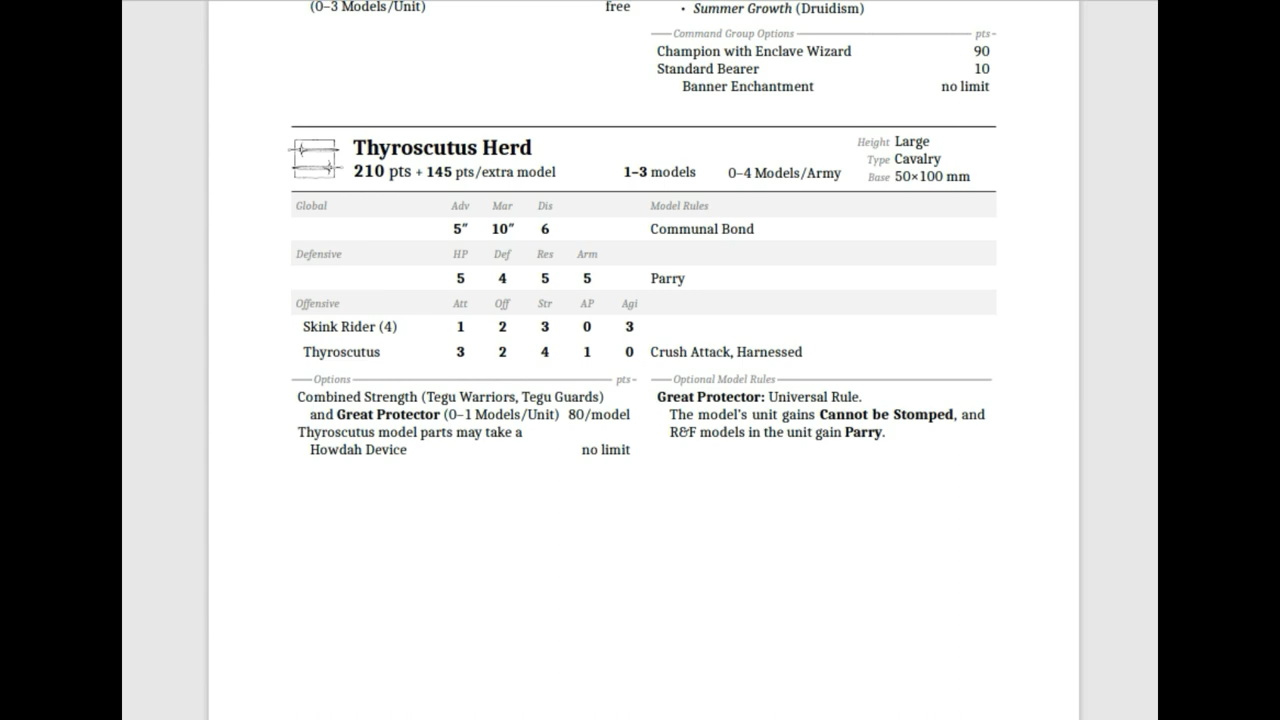 (0–3 Models/Unit) free
• Summer Growth (Druidism)
Command Group Options pts
Champion with Enclave Wizard 90
Standard Bearer 10
Banner Enchantment no limit
Thyroscutus Herd
210 pts + 145 pts/extra model 1–3 models 0–4 Models/Army
Height Large
Type Cavalry
Base 50×100 mm
Global Adv Mar Dis Model Rules
5″ 10″ 6 Communal Bond
Defensive HP Def Res Arm
5 4 5 5 Parry
Offensive Att Off Str AP Agi
Skink Rider (4) 1 2 3 0 3
Thyroscutus 3 2 4 1 0 Crush Attack, Harnessed
Options pts
Combined Strength (Tegu Warriors, Tegu Guards)
and Great Protector (0–1 Models/Unit) 80/model
Thyroscutus model parts may take a
Howdah Device no limit
Optional Model Rules
Great Protector: Universal Rule.
The model's unit gains Cannot be Stomped, and
R&F models in the unit gain Parry.